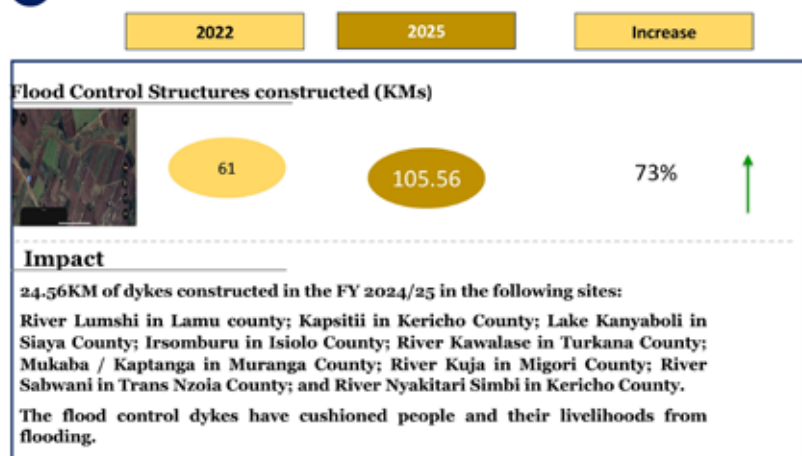 2022 2025 Increase
Flood Control Structures constructed (KMs)
61 105.56 73%
Impact
24.56KM of dykes constructed in the FY 2024/25 in the following sites:
River Lumshi in Lamu county; Kapsitii in Kericho County; Lake Kanyaboli in
Siaya County; Irsomburu in Isiolo County; River Kawalase in Turkana County;
Mukaba / Kaptanga in Muranga County; River Kuja in Migori County; River
Sabwani in Trans Nzoia County; and River Nyakitari Simbi in Kericho County.
The flood control dykes have cushioned people and their livelihoods from
flooding.